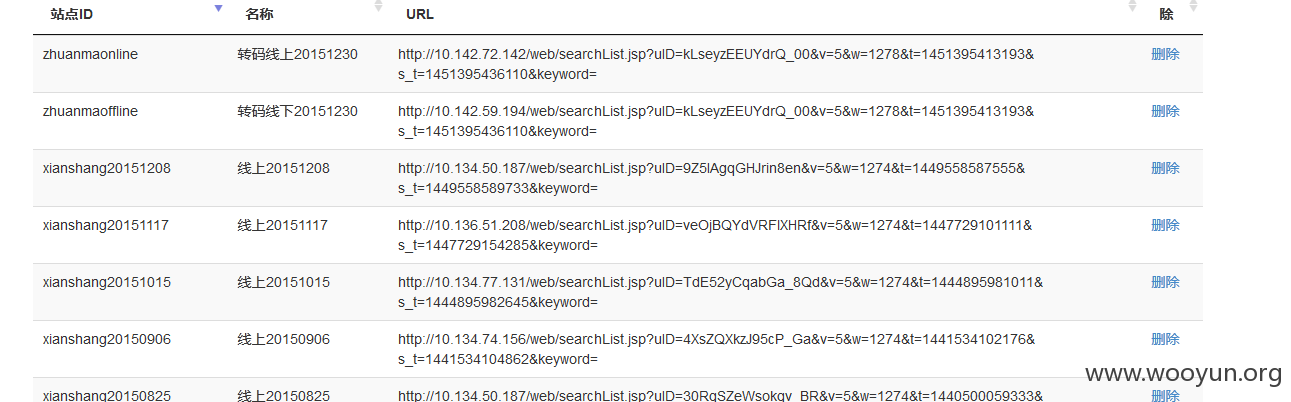 站点ID 名称 URL 除
zhuanmaonline 转码线上20151230 http://10.142.72.142/web/searchList.jsp?uID=kLseyzEEUYdrQ_00&v=5&w=1278&t=1451395413193& 删除
s_t=1451395436110&keyword=
zhuanmaoffline 转码线下20151230 http://10.142.59.194/web/searchList.jsp?uID=kLseyzEEUYdrQ_00&v=5&w=1278&t=1451395413193& 删除
s_t=1451395436110&keyword=
xianshang20151208 线上20151208 http://10.134.50.187/web/searchList.jsp?uID=9Z5lAgqGHJrin8en&v=5&w=1274&t=1449558587555& 删除
s_t=1449558589733&keyword=
xianshang20151117 线上20151117 http://10.136.51.208/web/searchList.jsp?uID=veOjBQYdVRFlXHRf&v=5&w=1274&t=1447729101111& 删除
s_t=1447729154285&keyword=
xianshang20151015 线上20151015 http://10.134.77.131/web/searchList.jsp?uID=TdE52yCqabGa_8Qd&v=5&w=1274&t=1444895981011& 删除
s_t=1444895982645&keyword=
xianshang20150906 线上20150906 http://10.134.74.156/web/searchList.jsp?uID=4XsZQXkzJ95cP_Ga&v=5&w=1274&t=1441534102176& 删除
s_t=1441534104862&keyword=
www.wooyun.org
xianshang20150825 线上20150825 http://10.134.50.187/web/searchList.jsp?uID=30RgSZeWsokgv_BR&v=5&w=1274&t=1440500059333& 删除